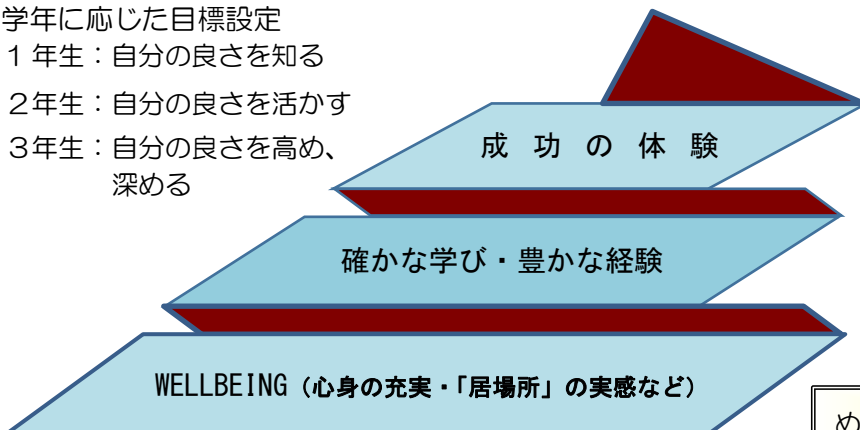 学年に応じた目標設定
１年生：自分の良さを知る
２年生：自分の良さを活かす
３年生：自分の良さを高め、
深める
成 功 の 体 験
確かな学び・豊かな経験
WELLBEING（心身の充実・「居場所」の実感など）
め